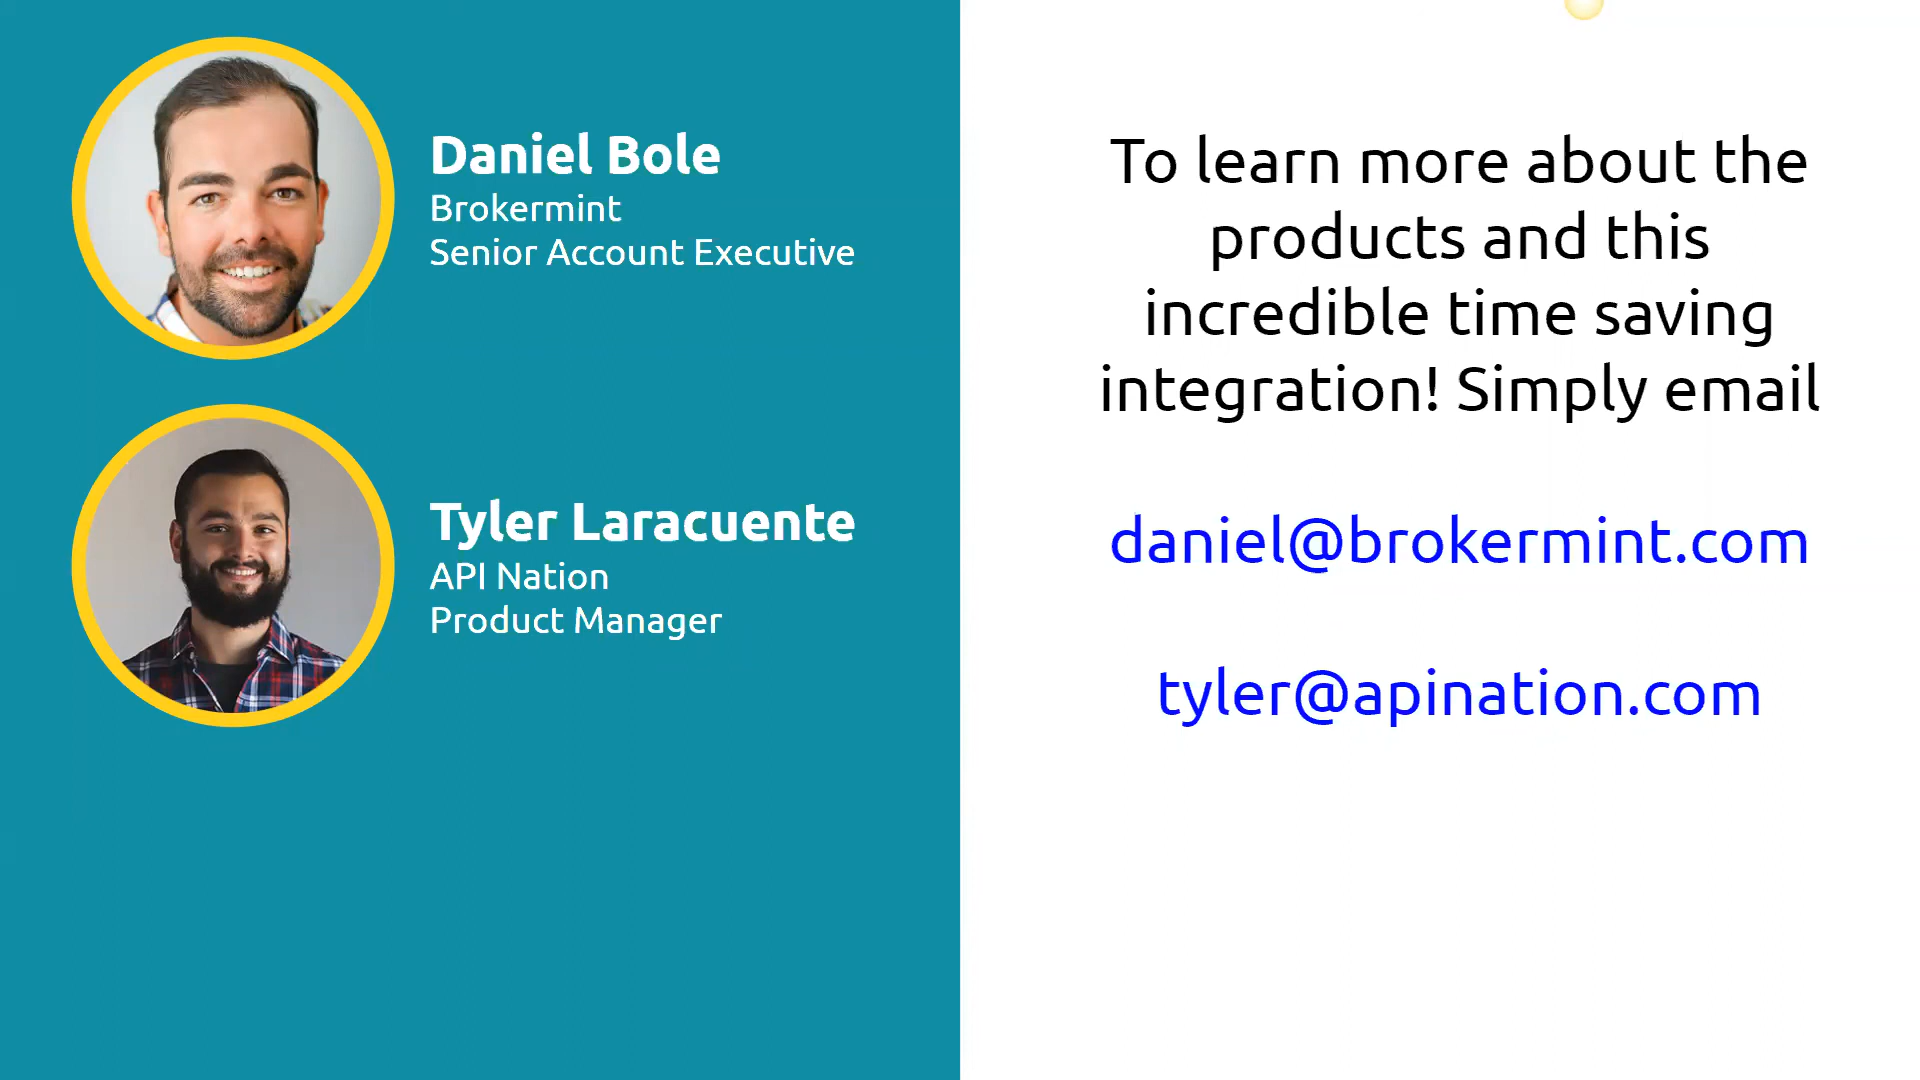 Daniel Bole
Brokermint
Senior Account Executive
Tyler Laracuente
API Nation
Product Manager
To learn more about the
products and this
incredible time saving
integration! Simply email
daniel@brokermint.com
tyler@apination.com